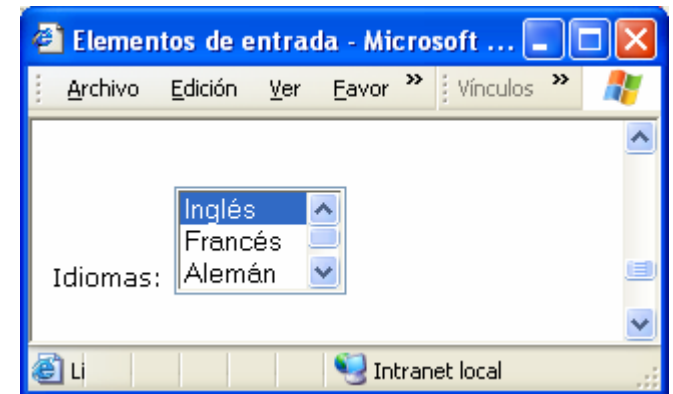 Elementos de entrada - Microsoft ...
Archivo Edición Ver Favor » Vínculos »
Inglés
Francés
Idiomas: Alemán
Li Intranet local